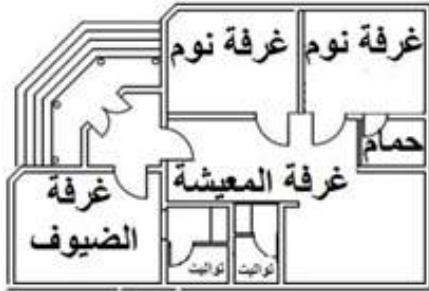 غرفة نوم
غرفة نوم
حمام
غرفة المعيشة
غرفة
الضيوف
تواليت
تواليت